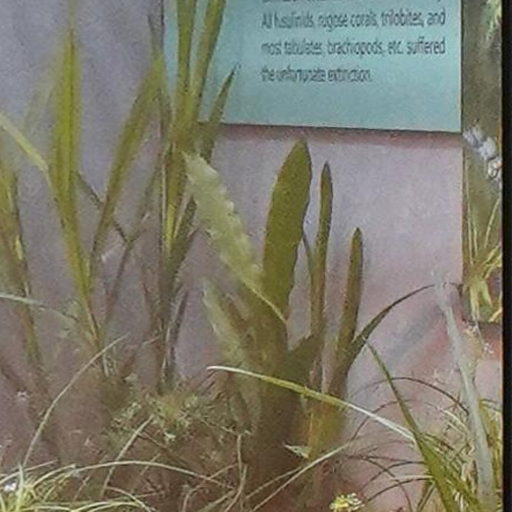 All fusulinids, rugose corals, trilobites, and
most tabulates, brachiopods, etc. suffered
the unfortunate extinction.